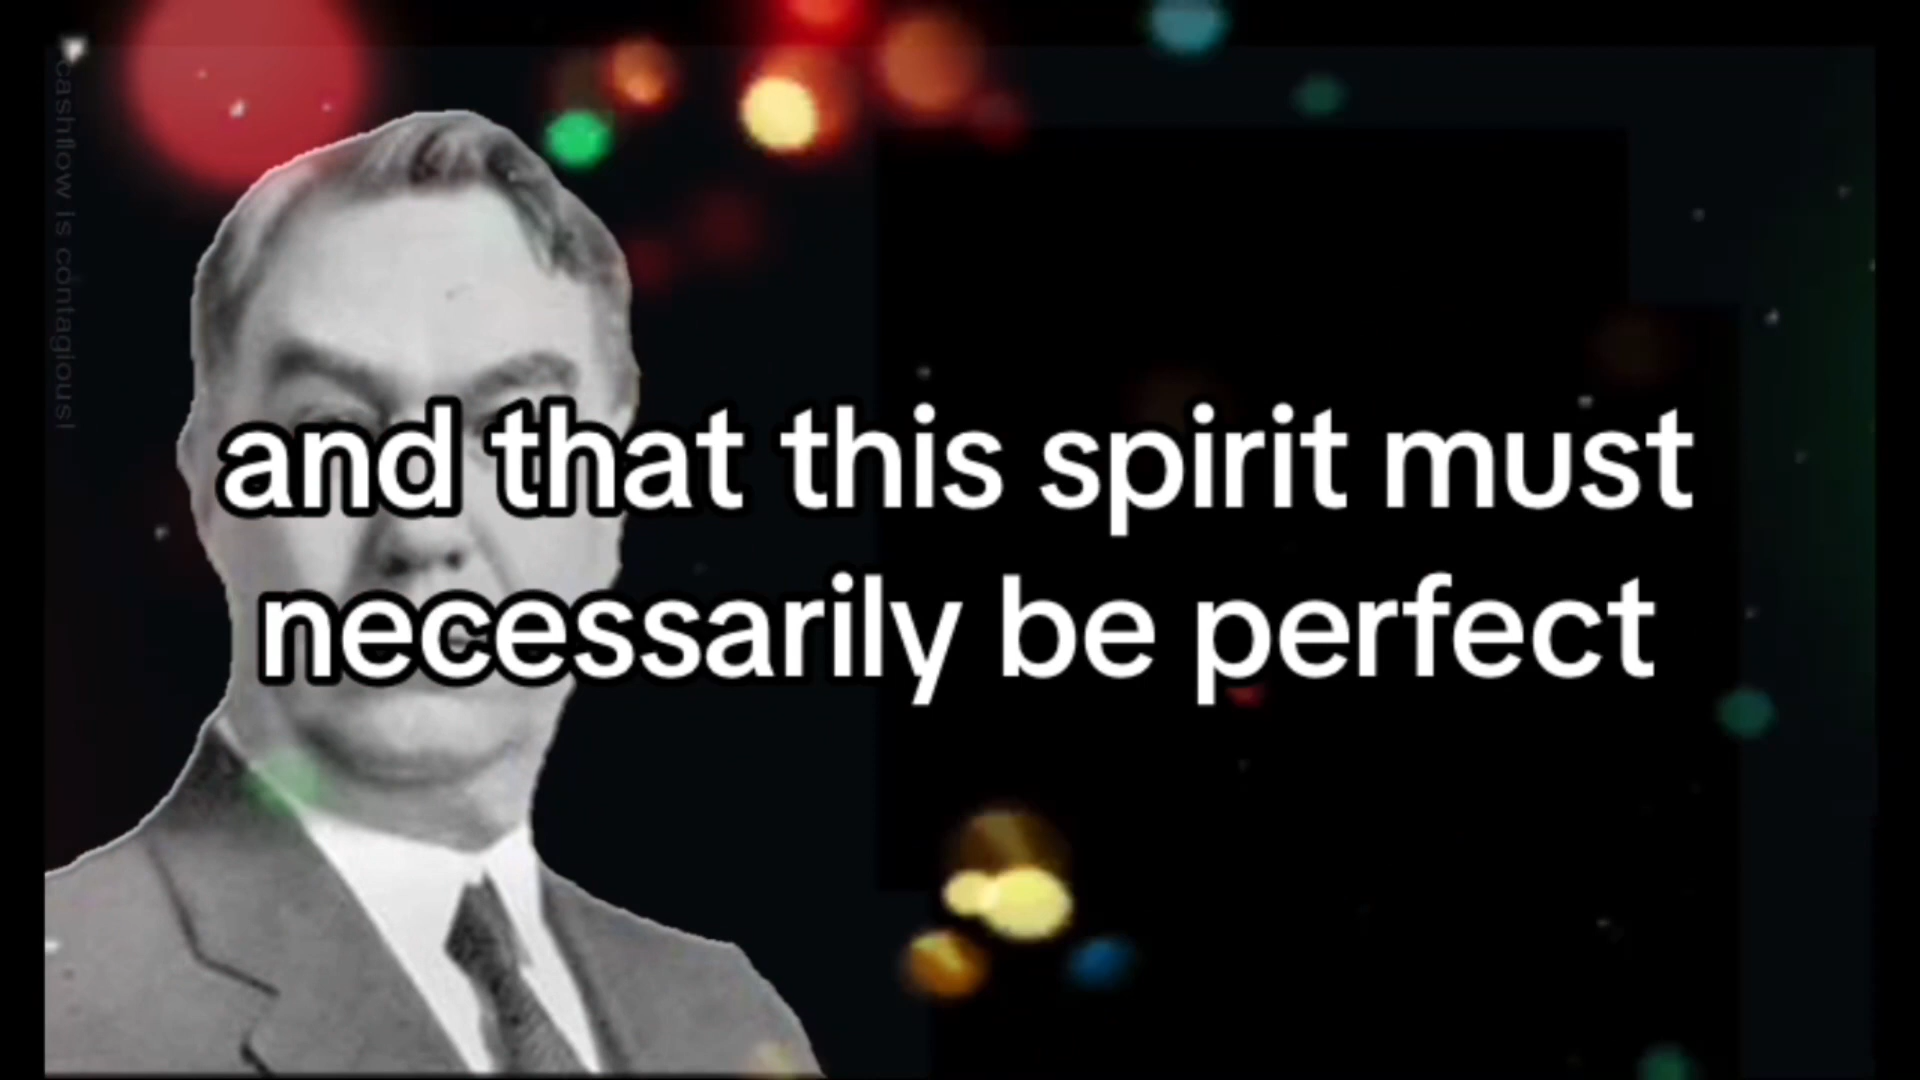 cashflow is contagious!
and that this spirit must
necessarily be perfect